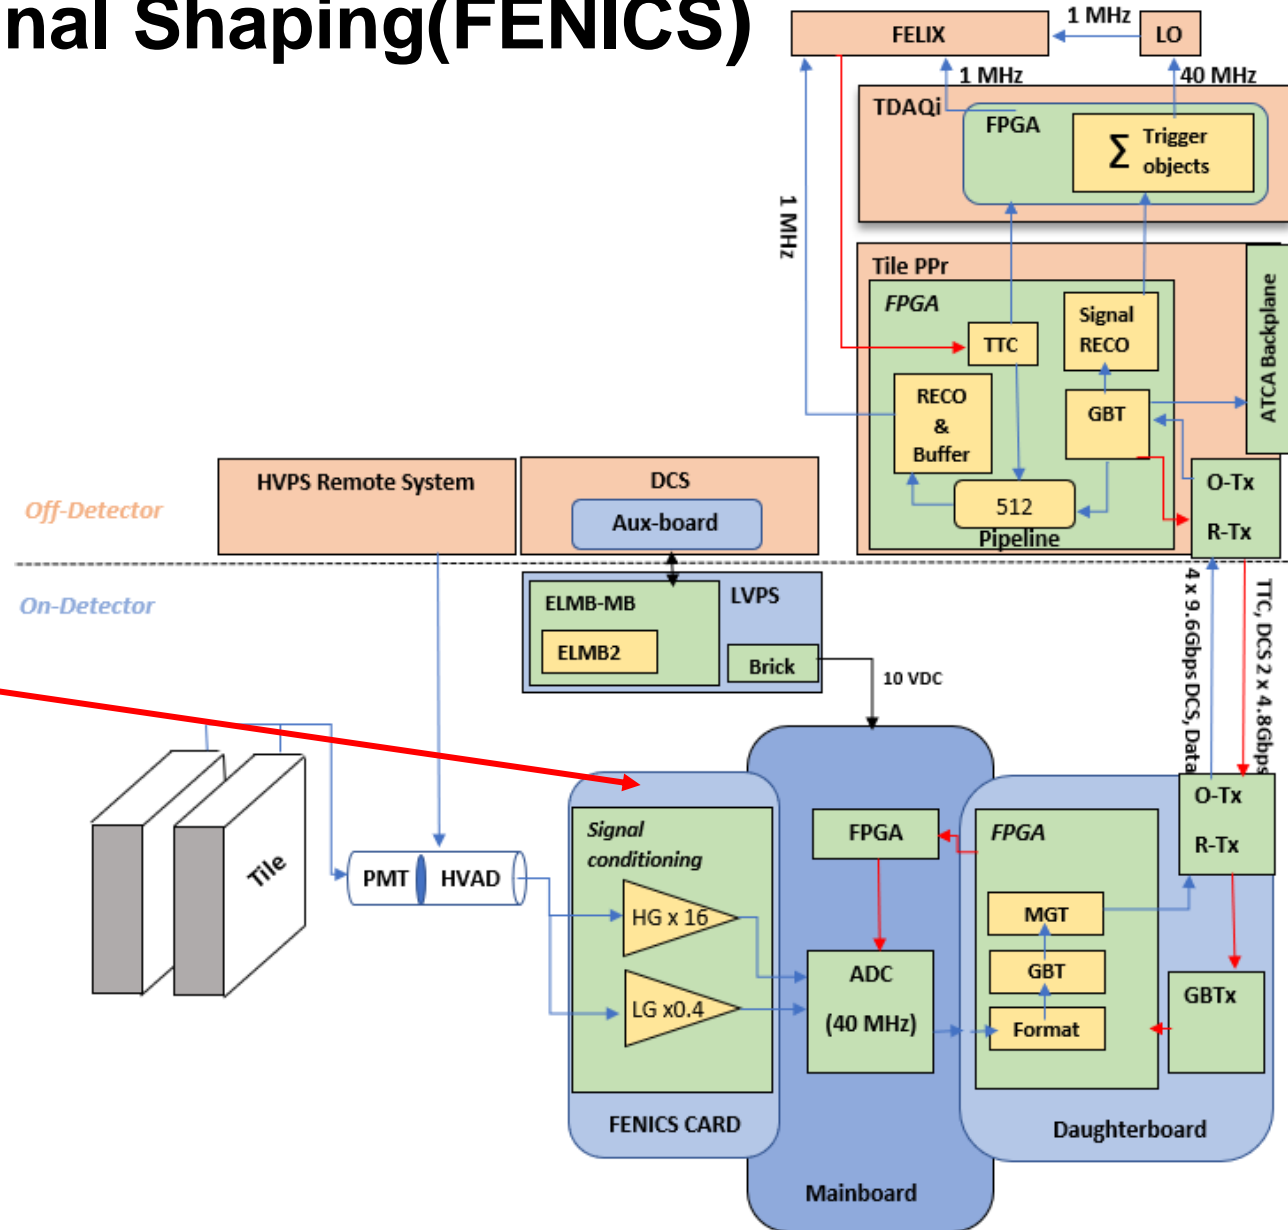 nal Shaping(FENICS)
FELIX
1 MHz
LO
1 MHz
40 MHz
TDAQi
FPGA
Σ Trigger
objects
1 MHz
Tile PPr
FPGA
Signal
RECO
TTC
ATCA Backplane
RECO
&
Buffer
GBT
512
Pipeline
O-Tx
R-Tx
HVPS Remote System
DCS
Aux-board
Off-Detector
On-Detector
ELMB-MB
LVPS
ELMB2
Brick
10 VDC
4 x 9.6Gbps DCS, Data
TTC, DCS 2 x 4.8Gbps
Tile
PMT
HVAD
Signal
conditioning
HG x 16
LG x0.4
FENICS CARD
FPGA
ADC
(40 MHz)
Mainboard
FPGA
MGT
GBT
Format
O-Tx
R-Tx
GBTx
Daughterboard